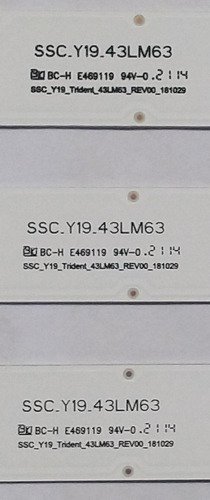 SSC_Y19_43LM63
BC-H E469119 94V-0 .2114
SSC_Y19_Trident_43LM63_REV00_181029
SSC_Y19_43LM63
BC-H E469119 94V-0 .2114
SSC_Y19_Trident_43LM63_REV00_181029
SSC_Y19_43LM63
BC-H E469119 94V-0 .2114
SSC_Y19_Trident_43LM63_REV00_181029